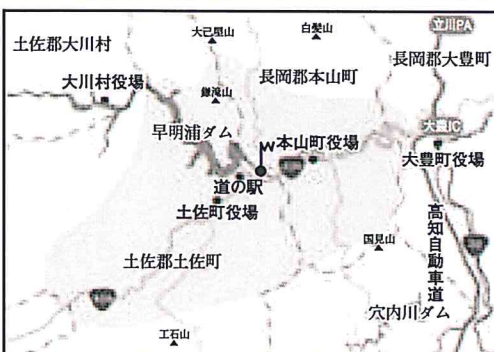 土佐郡大川村
大川村役場
大己屋山
白髪山
立川PA
長岡郡大豊町
長岡郡本山町
鎌滝山
早明浦ダム
本山町役場
大豊IC
大豊町役場
道の駅
土佐町役場
国見山
高知自動車道
土佐郡土佐町
穴内川ダム
工石山